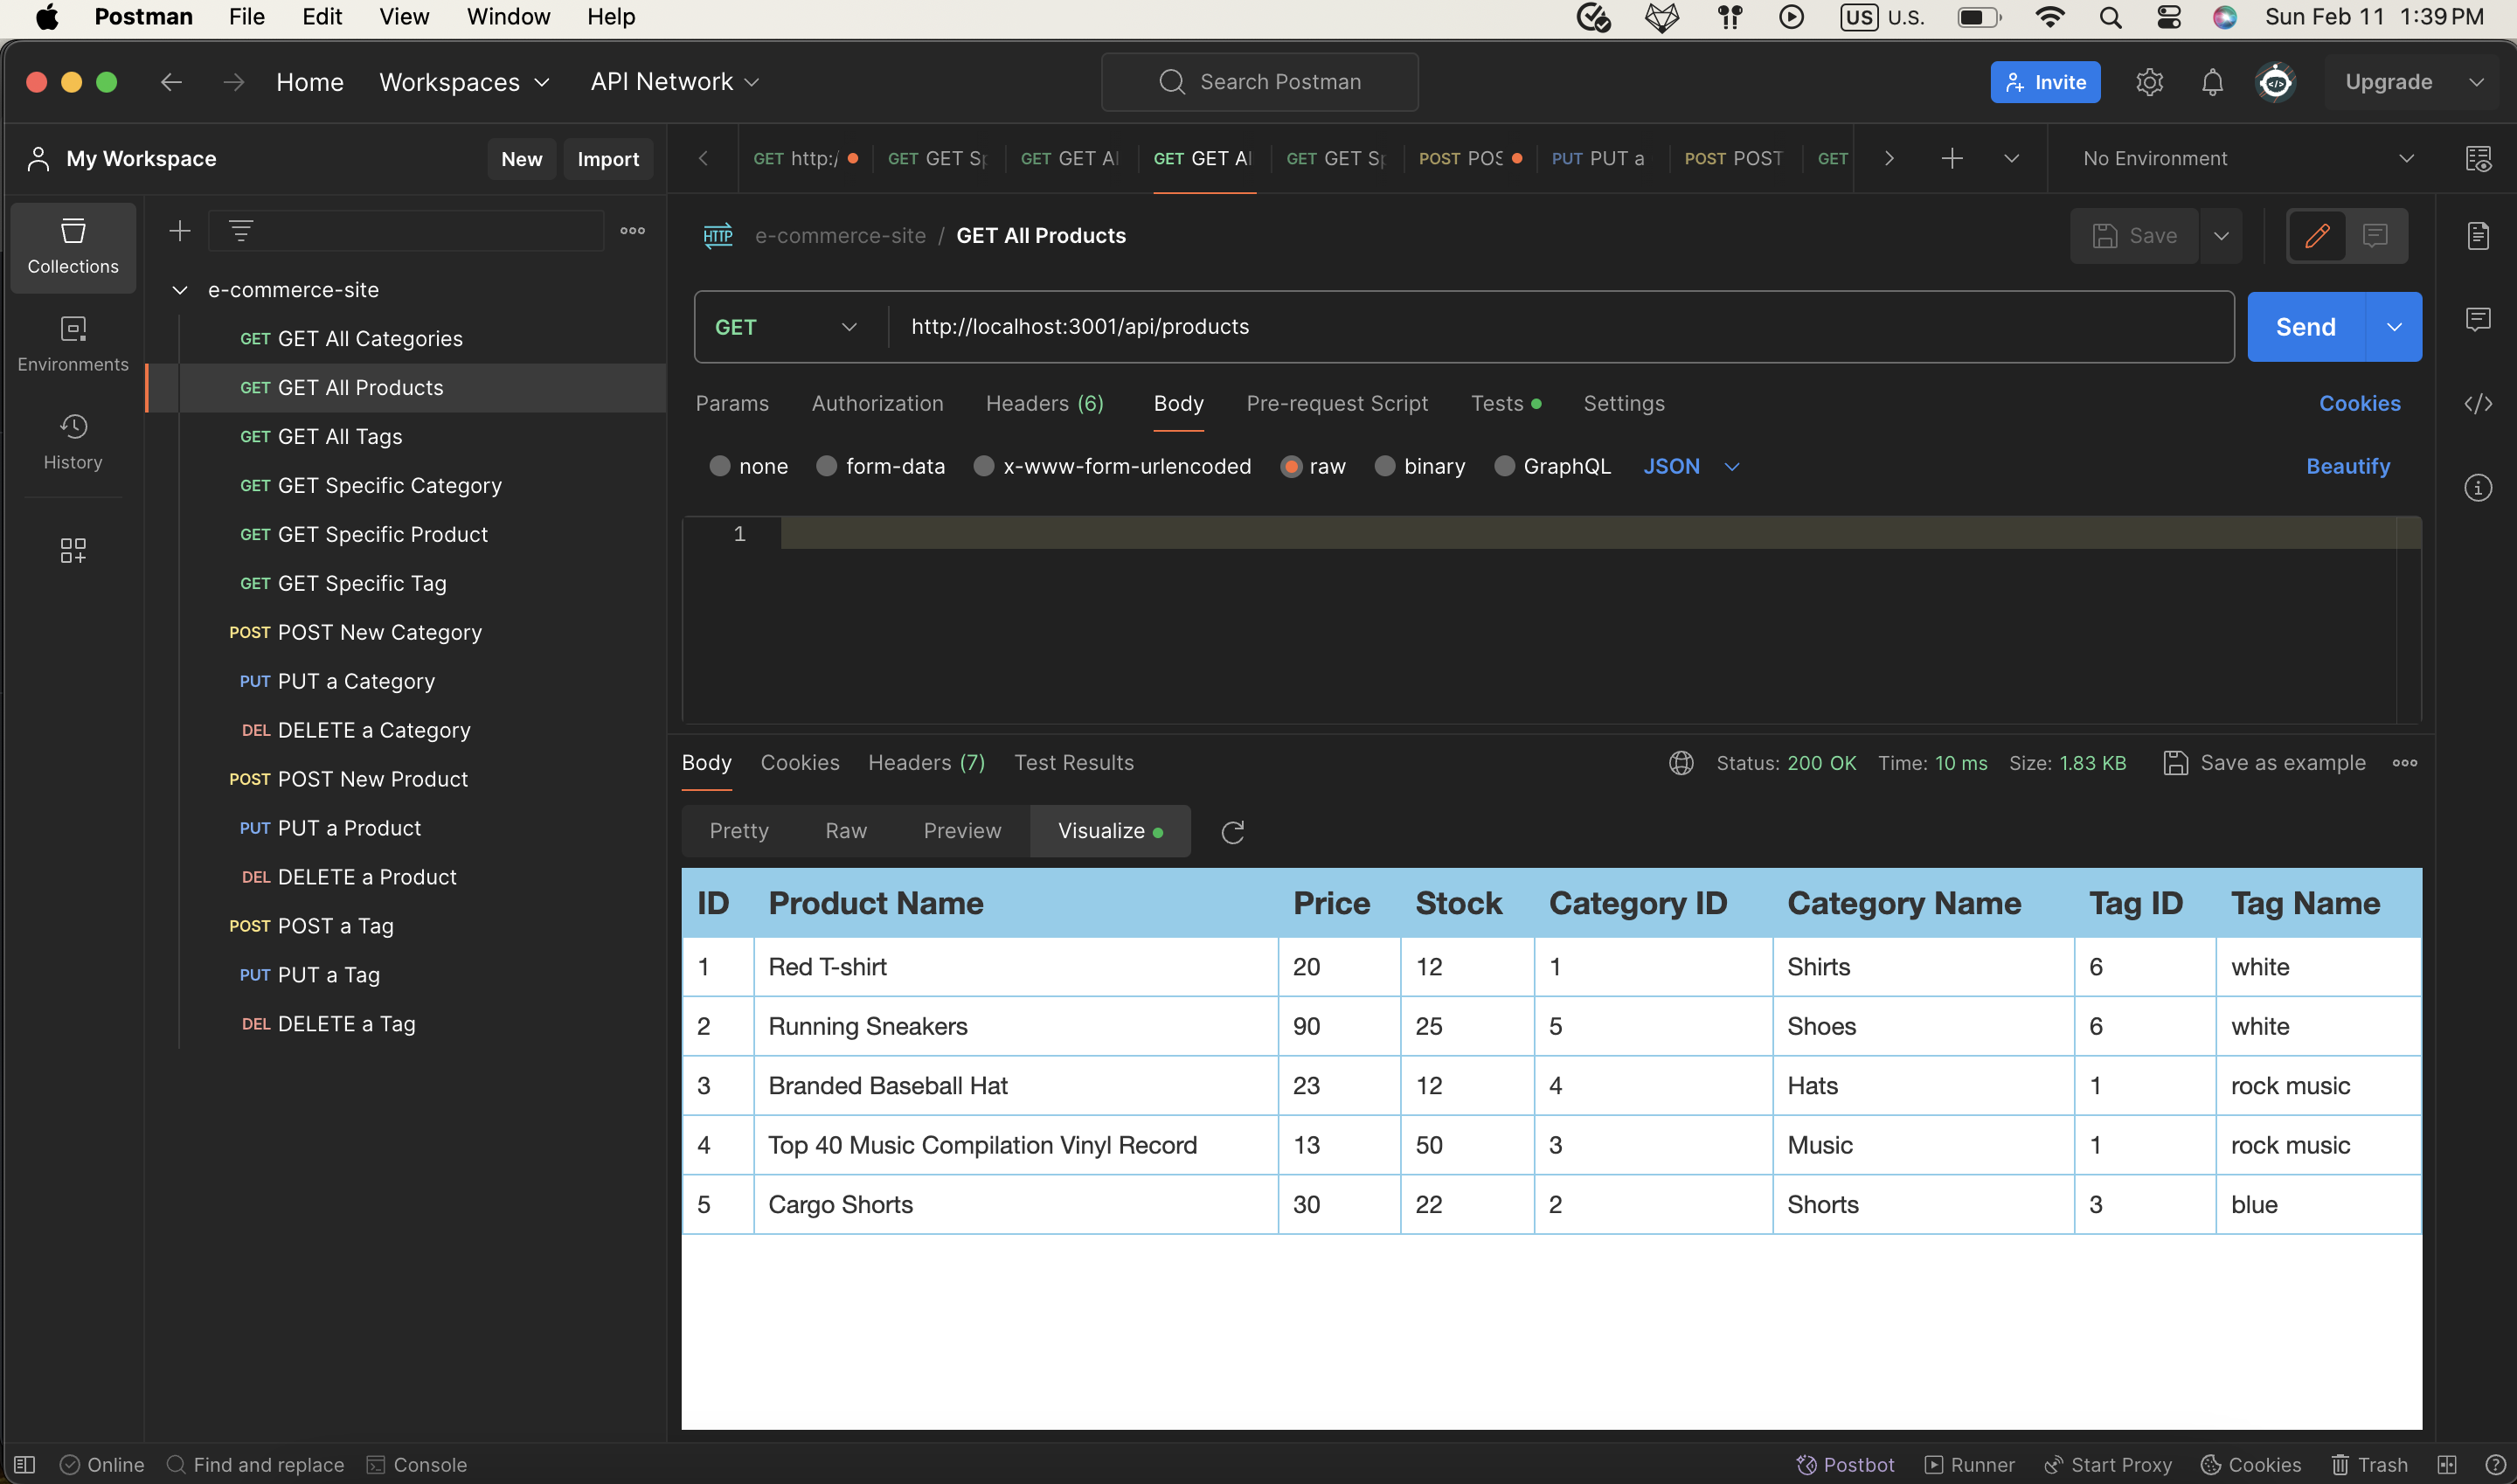 Postman File Edit View Window Help US U.S. Sun Feb 11 1:39 PM
Home Workspaces API Network Search Postman Invite Upgrade
My Workspace New Import GET http:/ GET GET Sp GET GET Al GET GET Al GET GET Sp POST POS PUT PUT a POST POST GET No Environment
HTTP e-commerce-site / GET All Products Save
Collections
Environments
History
e-commerce-site
GET GET All Categories
GET GET All Products
GET GET All Tags
GET GET Specific Category
GET GET Specific Product
GET GET Specific Tag
POST POST New Category
PUT PUT a Category
DEL DELETE a Category
POST POST New Product
PUT PUT a Product
DEL DELETE a Product
POST POST a Tag
PUT PUT a Tag
DEL DELETE a Tag
GET http://localhost:3001/api/products Send
Params Authorization Headers (6) Body Pre-request Script Tests Settings Cookies
none form-data x-www-form-urlencoded raw binary GraphQL JSON Beautify
1
Body Cookies Headers (7) Test Results Status: 200 OK Time: 10 ms Size: 1.83 KB Save as example
Pretty Raw Preview Visualize
ID Product Name Price Stock Category ID Category Name Tag ID Tag Name
1 Red T-shirt 20 12 1 Shirts 6 white
2 Running Sneakers 90 25 5 Shoes 6 white
3 Branded Baseball Hat 23 12 4 Hats 1 rock music
4 Top 40 Music Compilation Vinyl Record 13 50 3 Music 1 rock music
5 Cargo Shorts 30 22 2 Shorts 3 blue
Online Find and replace Console Postbot Runner Start Proxy Cookies Trash